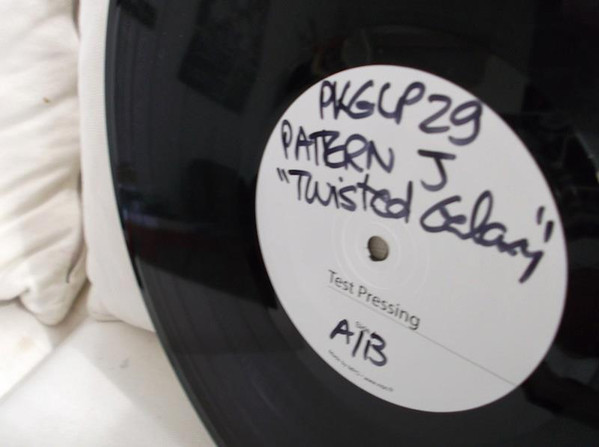 PKGLP29
PATERN J
"Twisted Galaxy"
Test Pressing
A/B